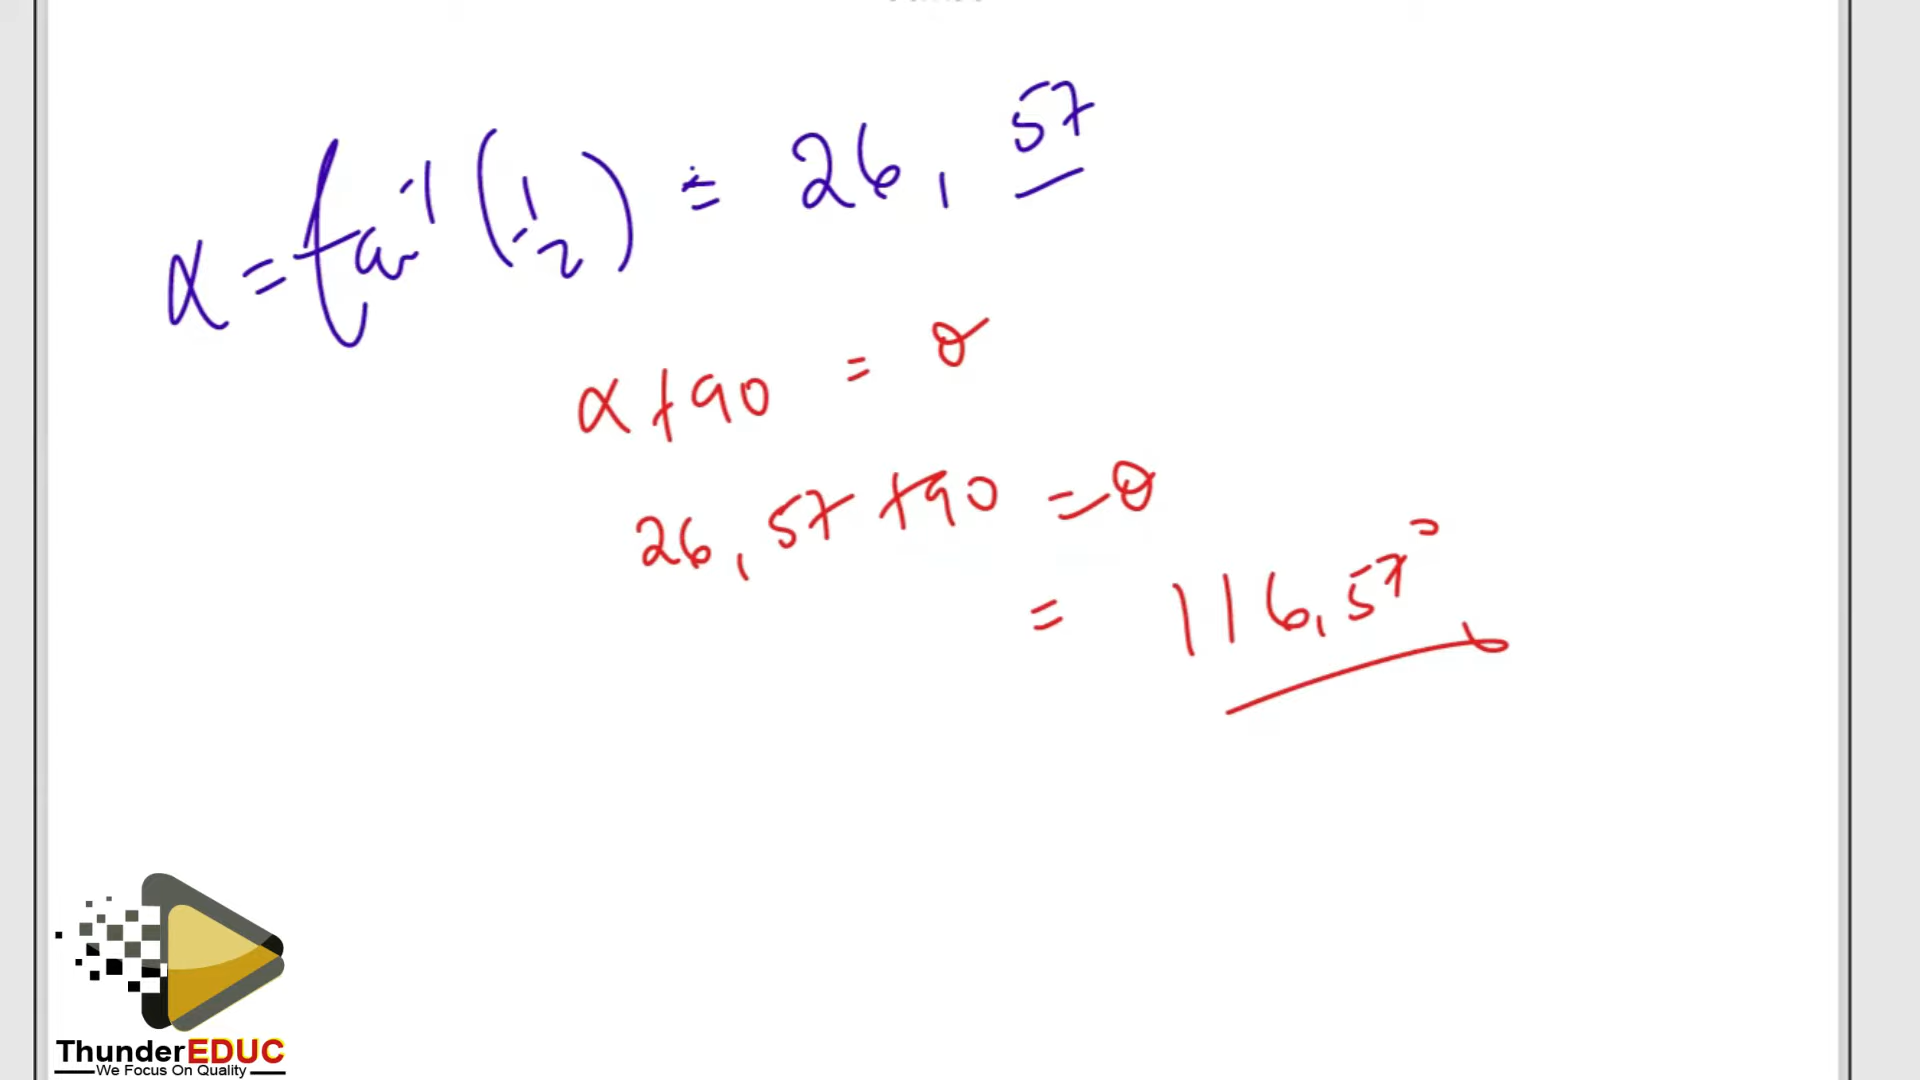 α = tan⁻¹ (1/2) = 26,57
α + 90 = θ
26,57 + 90 = θ
= 116,57°
ThunderEDUC
We Focus On Quality